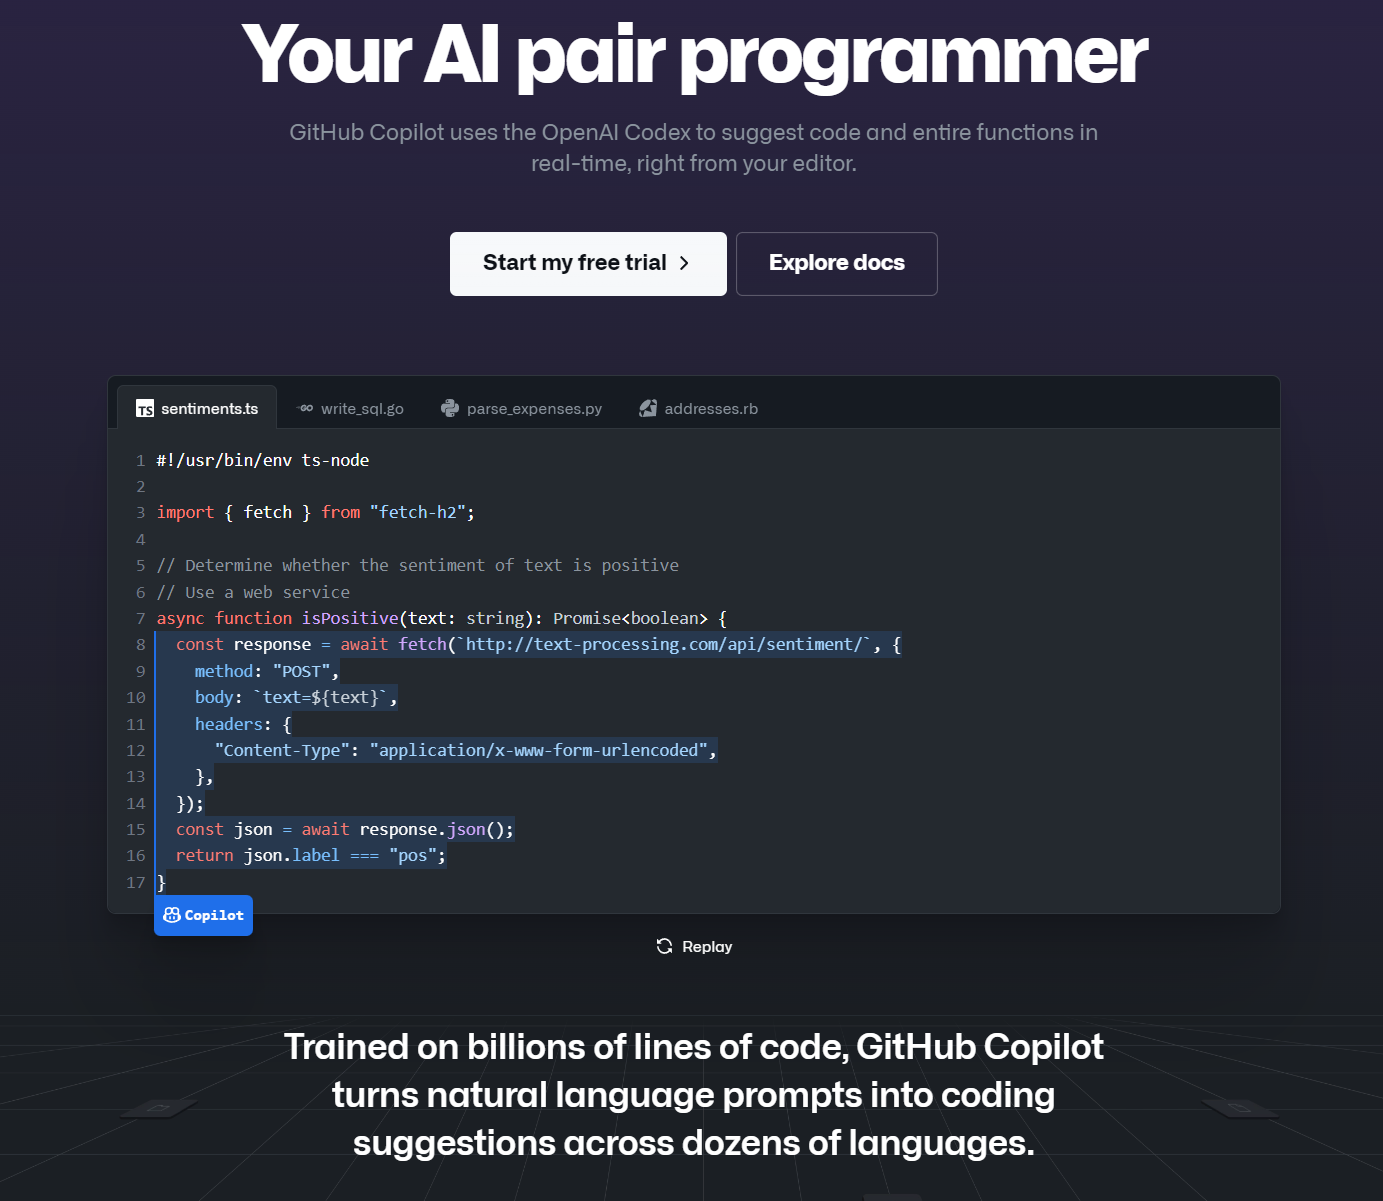 Your AI pair programmer
GitHub Copilot uses the OpenAI Codex to suggest code and entire functions in
real-time, right from your editor.
Start my free trial
Explore docs
TS sentiments.ts
GO write_sql.go
parse_expenses.py
addresses.rb
1 #!/usr/bin/env ts-node
2
3 import { fetch } from "fetch-h2";
4
5 // Determine whether the sentiment of text is positive
6 // Use a web service
7 async function isPositive(text: string): Promise<boolean> {
8   const response = await fetch(`http://text-processing.com/api/sentiment/`, {
9     method: "POST",
10     body: `text=${text}`,
11     headers: {
12       "Content-Type": "application/x-www-form-urlencoded",
13     },
14   });
15   const json = await response.json();
16   return json.label === "pos";
17 }
Copilot
Replay
Trained on billions of lines of code, GitHub Copilot
turns natural language prompts into coding
suggestions across dozens of languages.